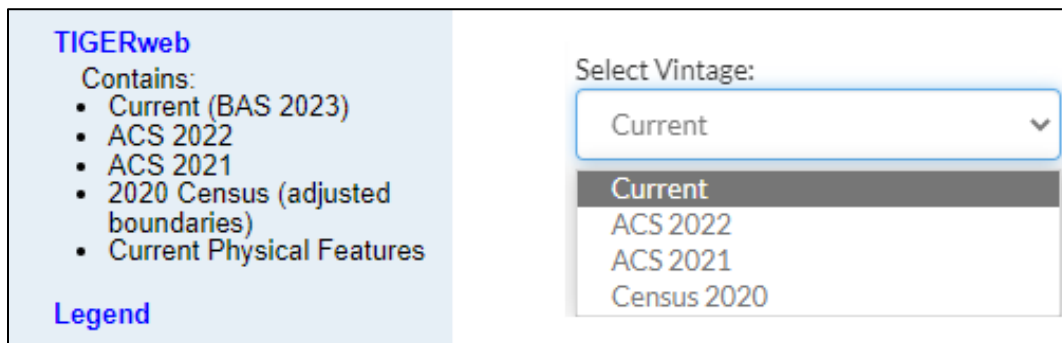 TIGERweb
Contains:
• Current (BAS 2023)
• ACS 2022
• ACS 2021
• 2020 Census (adjusted
boundaries)
• Current Physical Features
Legend
Select Vintage:
Current
Current
ACS 2022
ACS 2021
Census 2020